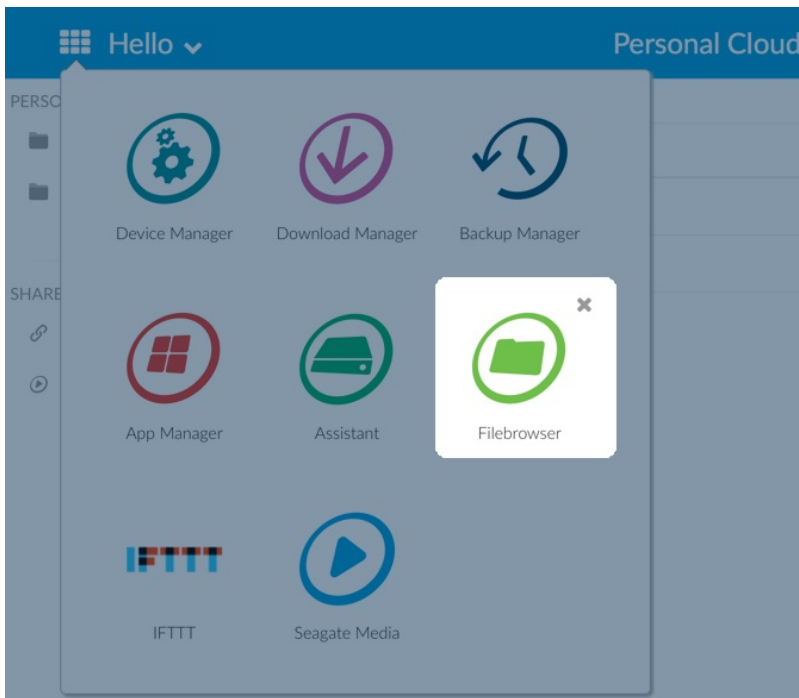 Hello
Personal Cloud
PERSO
Device Manager
Download Manager
Backup Manager
SHARE
App Manager
Assistant
Filebrowser
IFTTT
IFTTT
Seagate Media